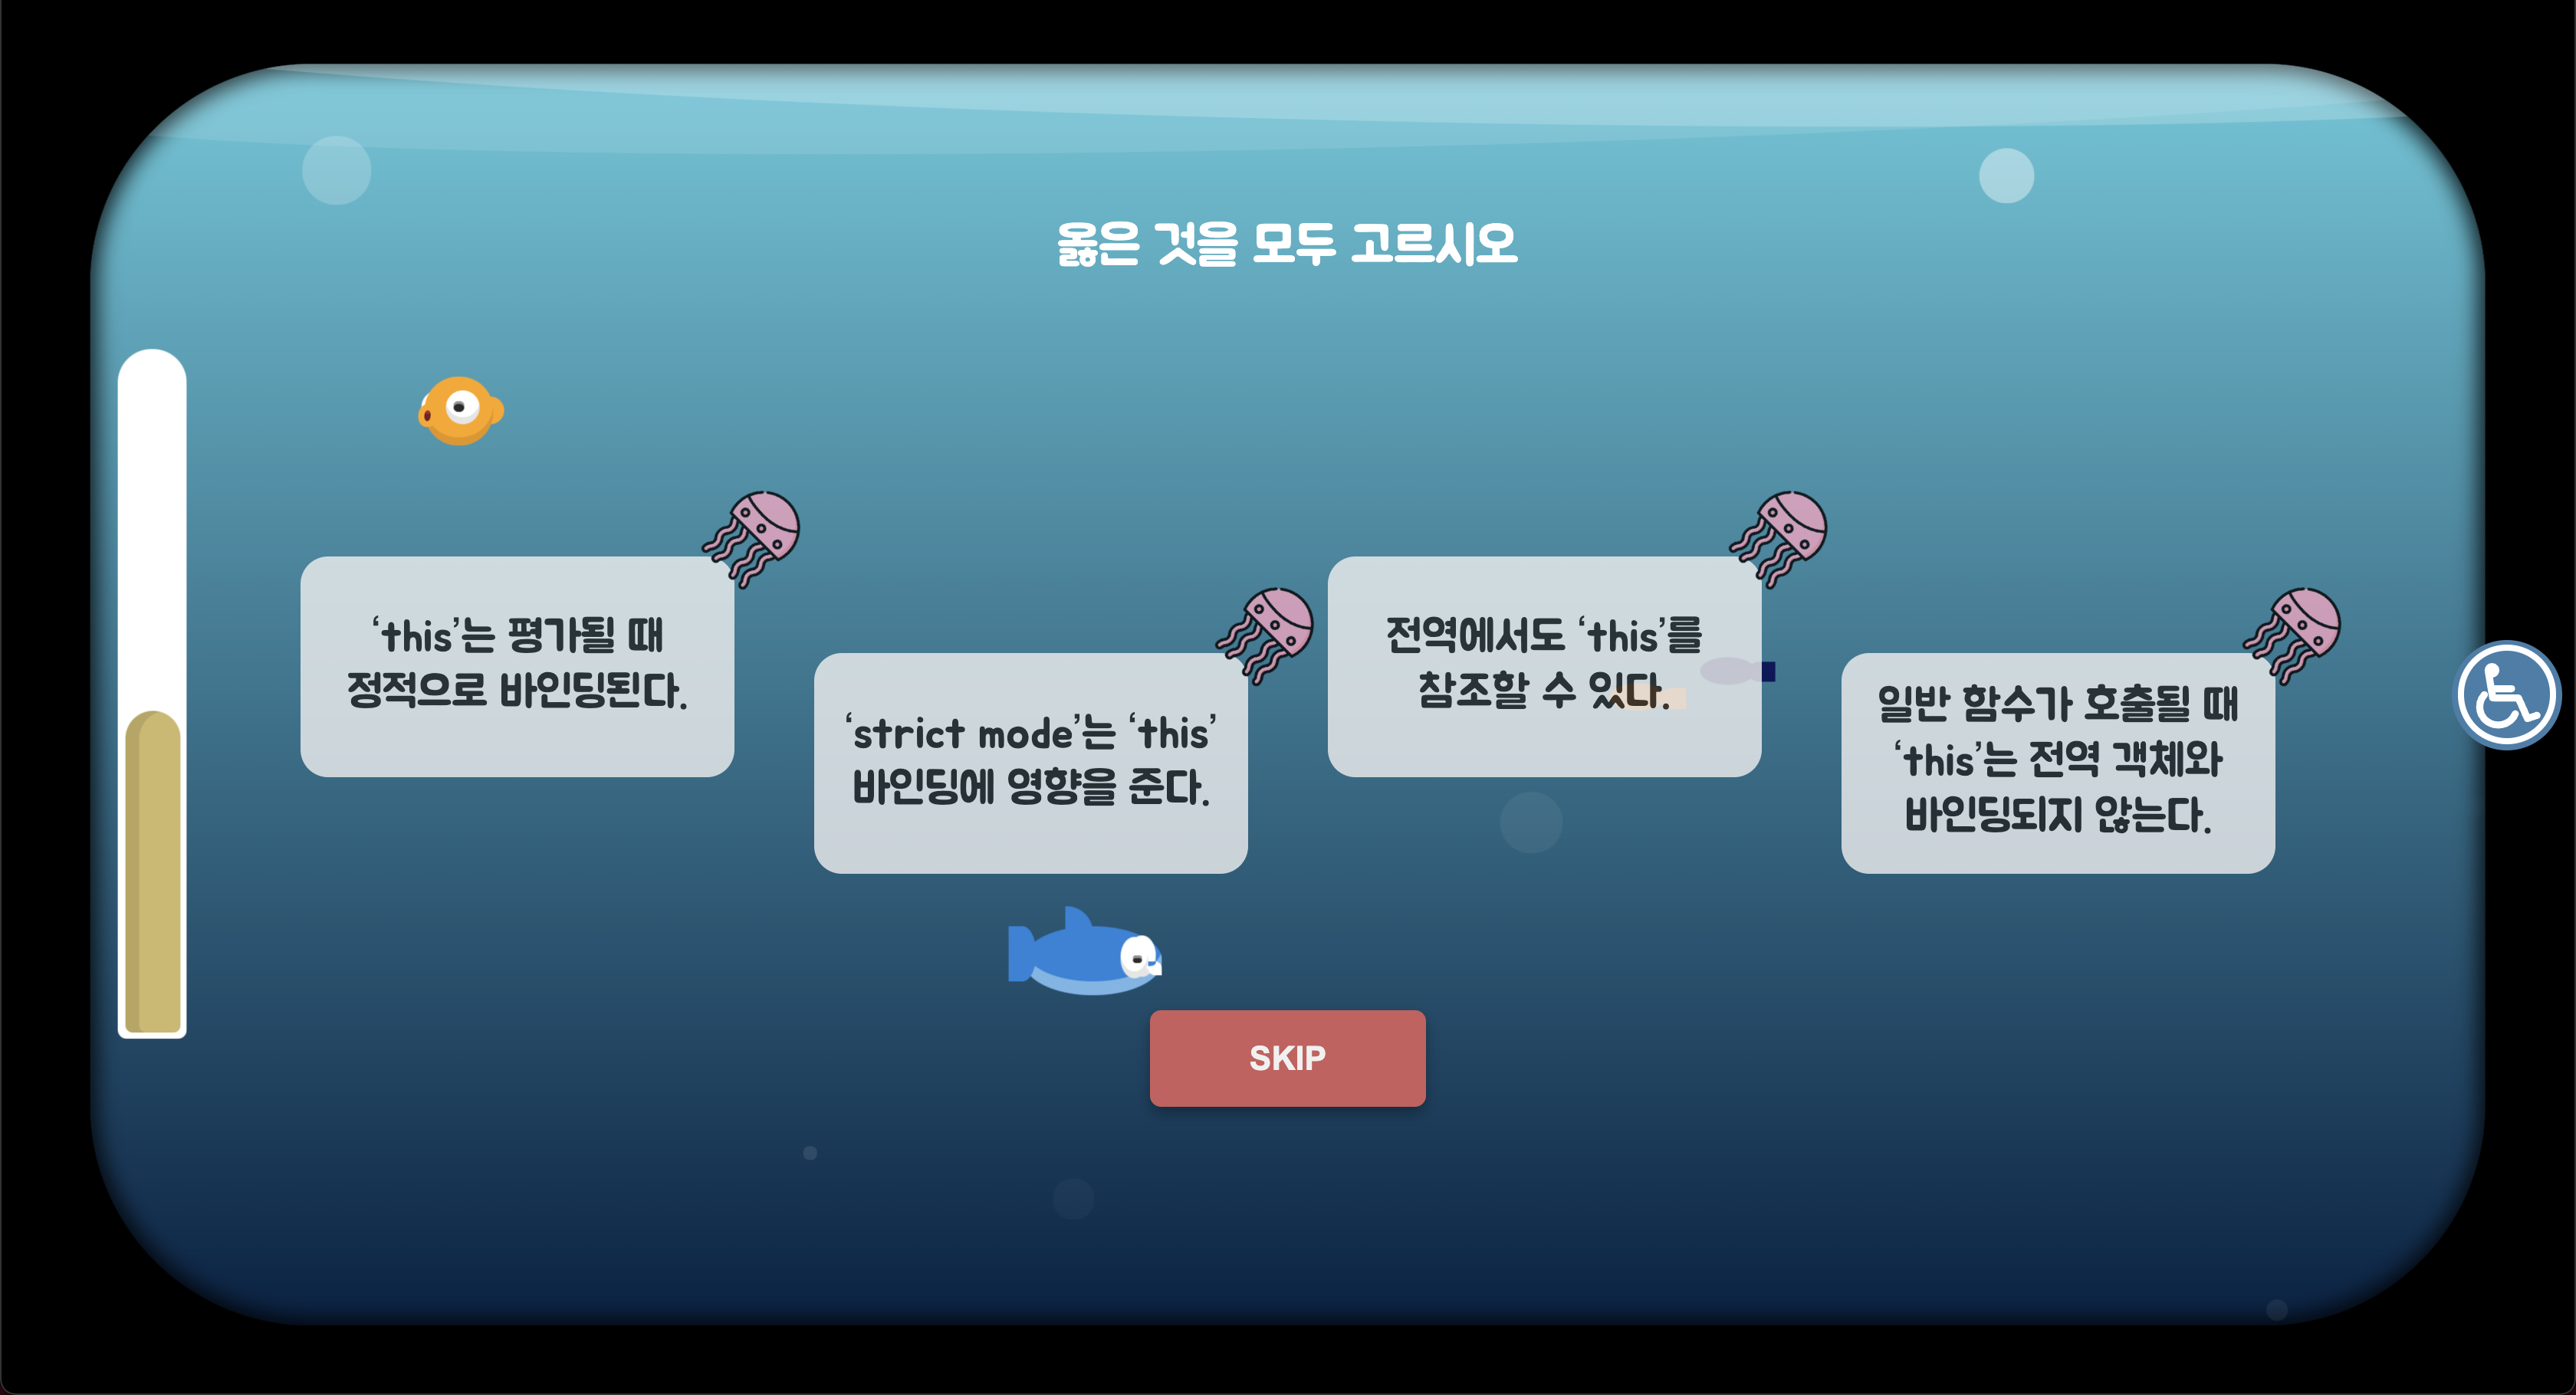 옳은 것을 모두 고르시오
‘this’는 평가될 때
정적으로 바인딩된다.
‘strict mode’는 ‘this’
바인딩에 영향을 준다.
전역에서도 ‘this’를
참조할 수 있다.
일반 함수가 호출될 때
‘this’는 전역 객체와
바인딩되지 않는다.
SKIP